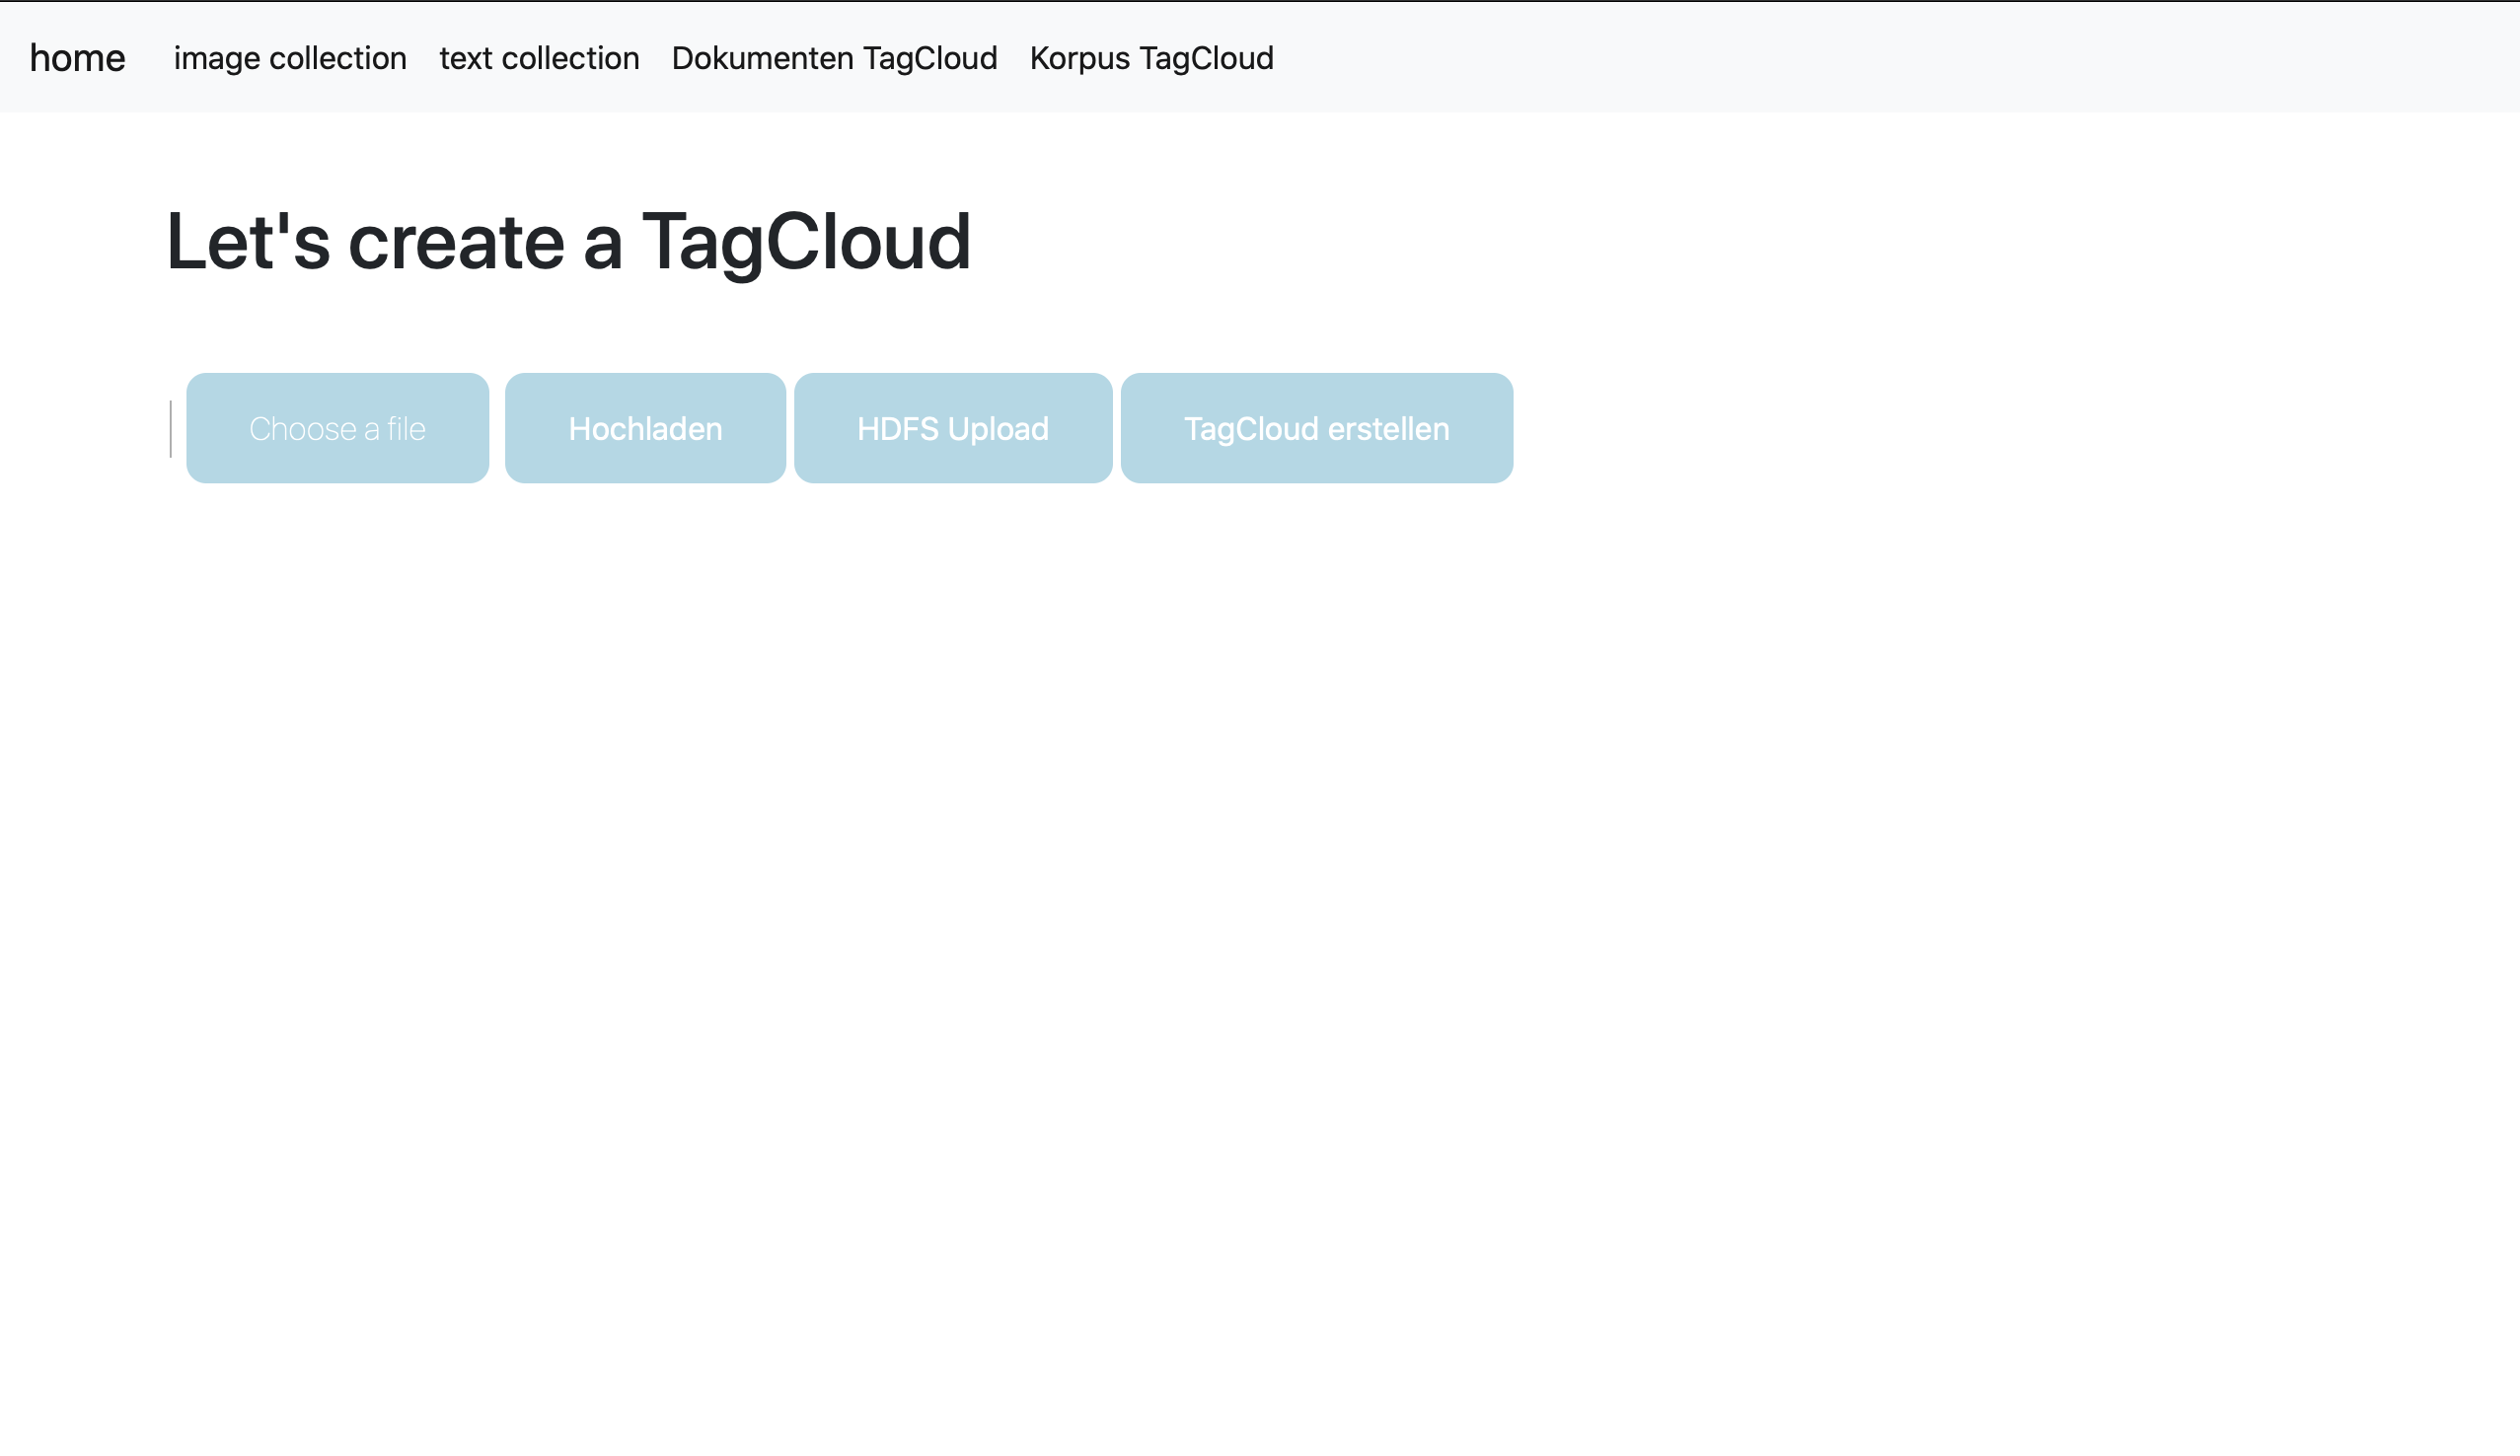 home image collection text collection Dokumenten TagCloud Korpus TagCloud
Let's create a TagCloud
Choose a file Hochladen HDFS Upload TagCloud erstellen